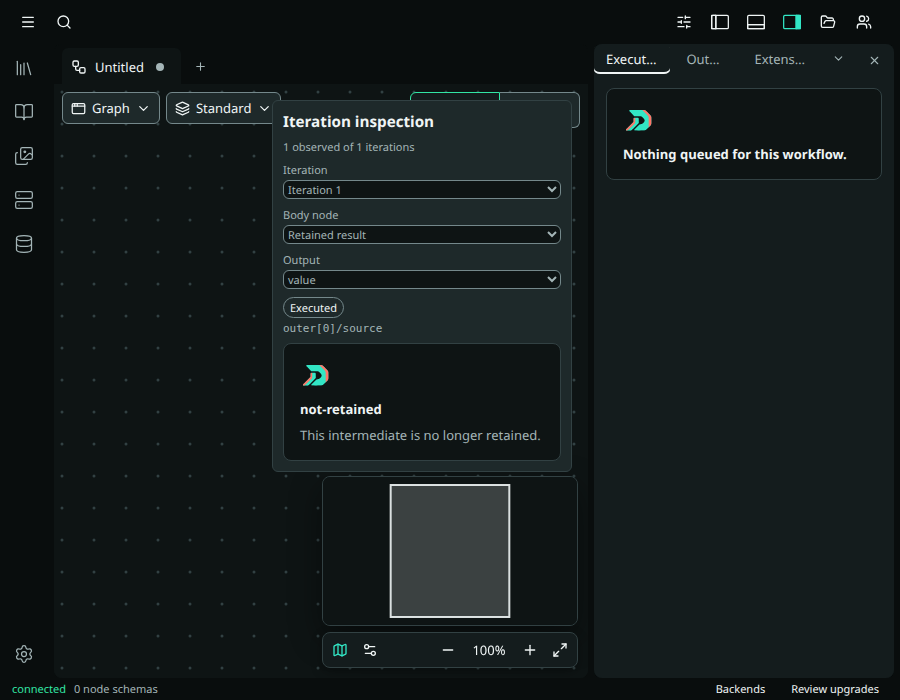 Untitled
Execut...
Out...
Extens...
Graph
Standard
Iteration inspection
1 observed of 1 iterations
Iteration
Iteration 1
Body node
Retained result
Output
value
Executed
outer[0]/source
not-retained
This intermediate is no longer retained.
Nothing queued for this workflow.
100%
connected
0 node schemas
Backends
Review upgrades